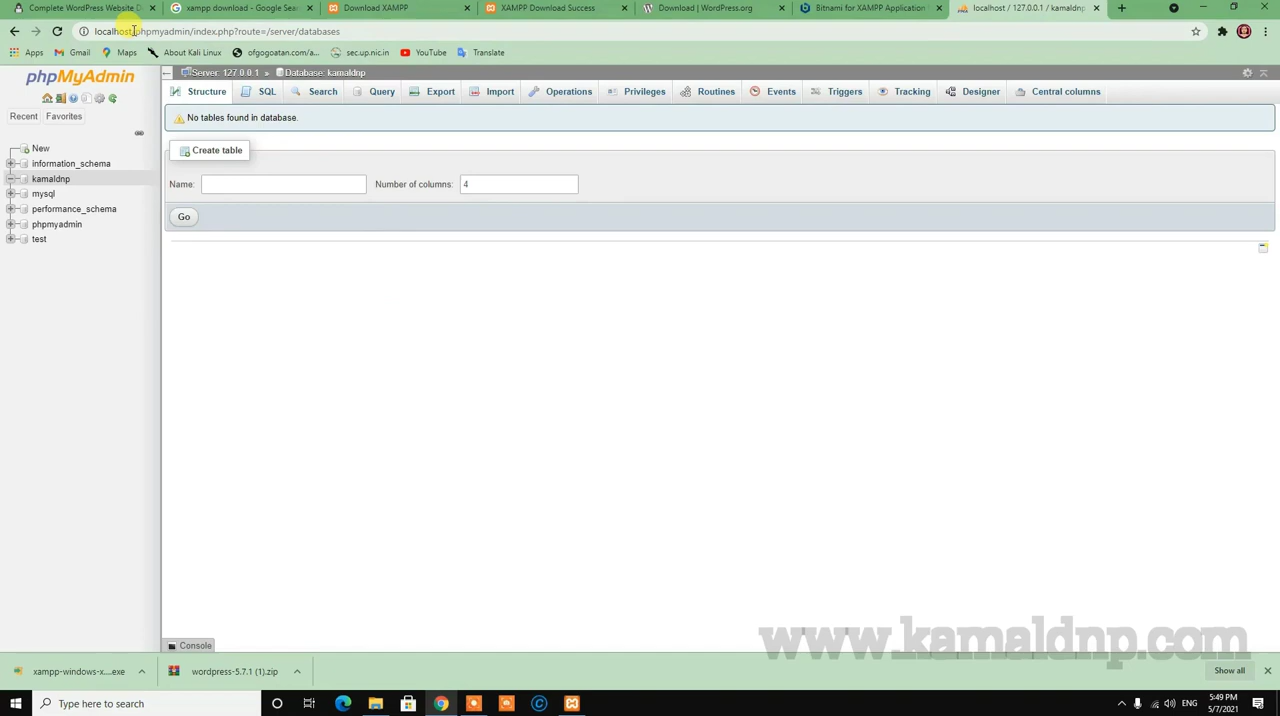 Complete WordPress Website D
xampp download - Google Sear
Download XAMPP
XAMPP Download Success
Download | WordPress.org
Bitnami for XAMPP Application
localhost / 127.0.0.1 / kamaldnp
localhost/phpmyadmin/index.php?route=/server/databases
Apps
Gmail
Maps
About Kali Linux
ofgogoatan.com/a...
sec.up.nic.in
YouTube
Translate
phpMyAdmin
Server: 127.0.0.1 » Database: kamaldnp
Structure
SQL
Search
Query
Export
Import
Operations
Privileges
Routines
Events
Triggers
Tracking
Designer
Central columns
Recent
Favorites
No tables found in database.
New
information_schema
kamaldnp
mysql
performance_schema
phpmyadmin
test
Create table
Name:
Number of columns: 4
Go
Console
www.kamaldnp.com
xampp-windows-x....exe
wordpress-5.7.1 (1).zip
Show all
Type here to search
ENG
5:49 PM
5/7/2021